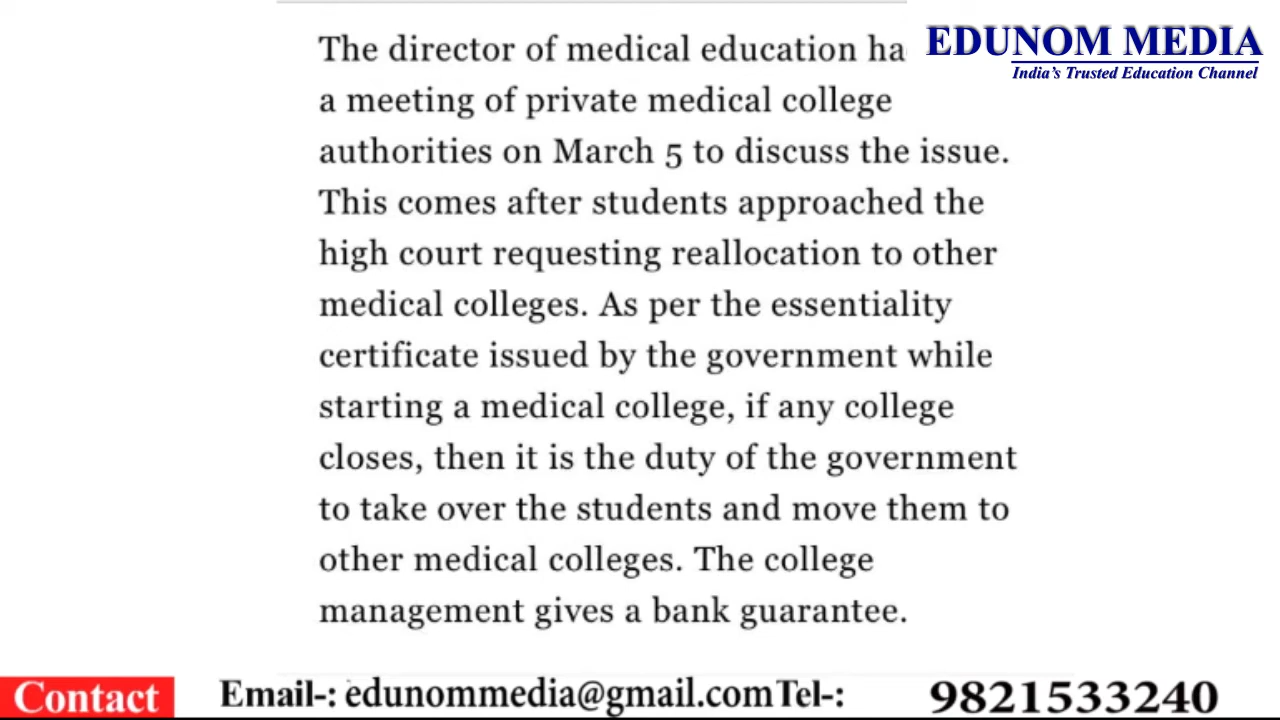 The director of medical education
a meeting of private medical college
authorities on March 5 to discuss the issue.
This comes after students approached the
high court requesting reallocation to other
medical colleges. As per the essentiality
certificate issued by the government while
starting a medical college, if any college
closes, then it is the duty of the government
to take over the students and move them to
other medical colleges. The college
management gives a bank guarantee.
EDUNOM MEDIA
India's Trusted Education Channel
Contact Email-: edunommedia@gmail.com Tel-: 9821533240